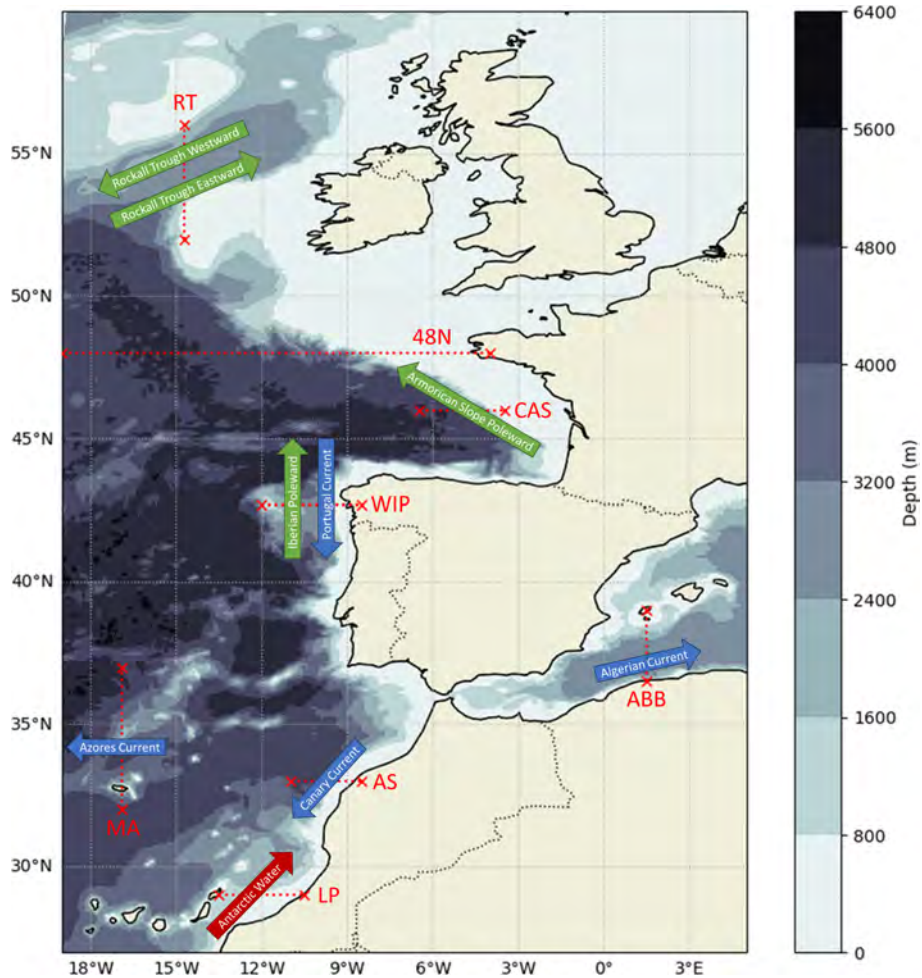 6400
5600
4800
4000
3200
2400
1600
800
0
Depth (m)
55°N
50°N
45°N
40°N
35°N
30°N
18°W
15°W
12°W
9°W
6°W
3°W
0°
3°E
RT
Rockall Trough Westward
Rockall Trough Eastward
48N
Armorican Slope Poleward
CAS
Iberian Poleward
Portugal Current
WIP
Algerian Current
ABB
Azores Current
MA
Canary Current
AS
Antarctic Water
LP